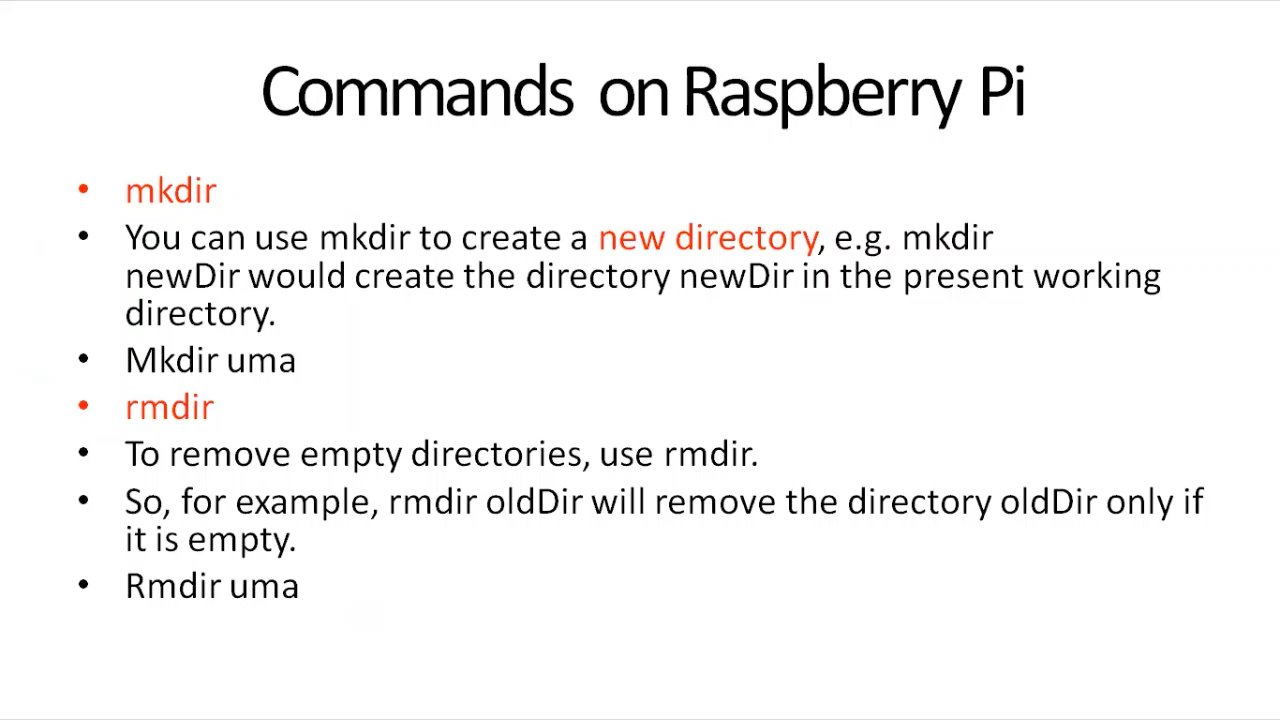 Commands on Raspberry Pi
• mkdir
• You can use mkdir to create a new directory, e.g. mkdir
newDir would create the directory newDir in the present working
directory.
• Mkdir uma
• rmdir
• To remove empty directories, use rmdir.
• So, for example, rmdir oldDir will remove the directory oldDir only if
it is empty.
• Rmdir uma